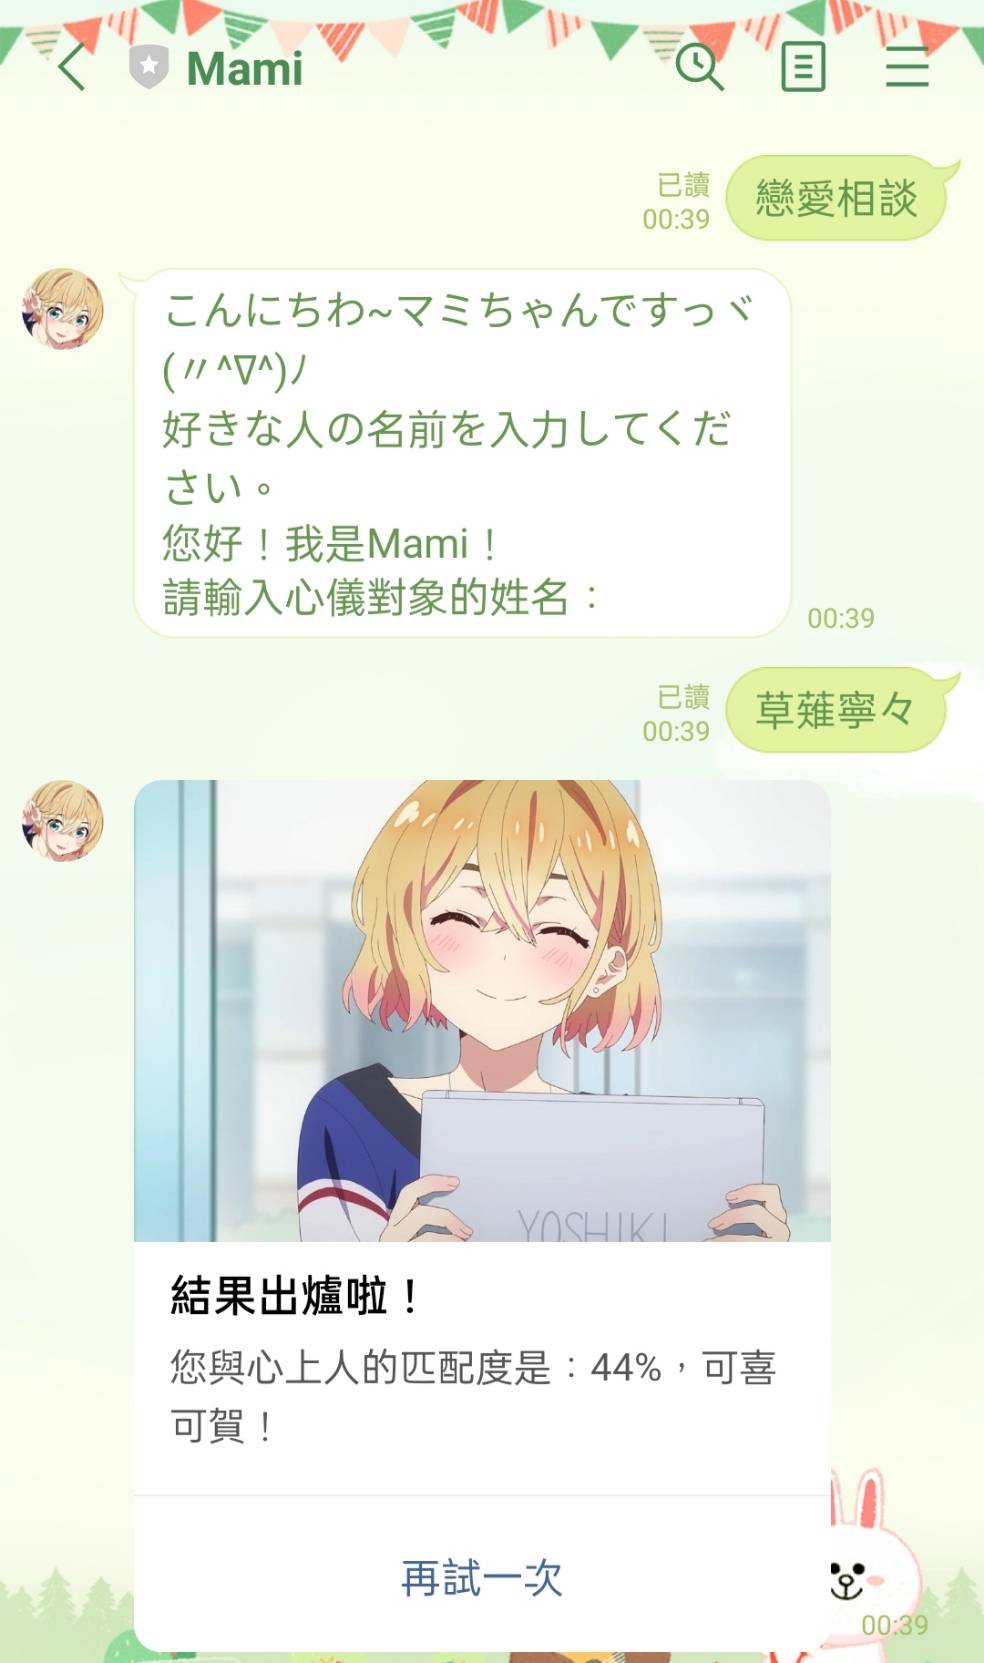 Mami
已讀
00:39
戀愛相談
こんにちわ~マミちゃんですっヾ
(〃^∇^)ﾉ
好きな人の名前を入力してくだ
さい。
您好！我是Mami！
請輸入心儀對象的姓名：
00:39
已讀
00:39
草薙寧々
YOSHIKI
結果出爐啦！
您與心上人的匹配度是：44%，可喜
可賀！
再試一次
00:39